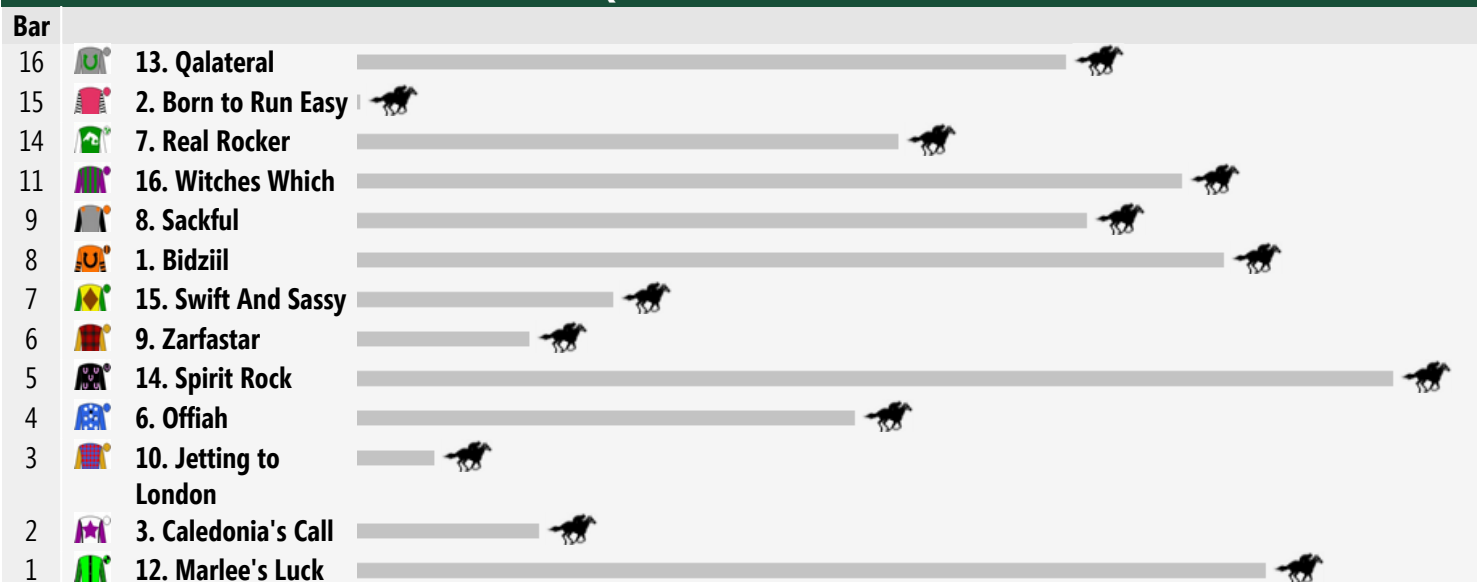 Bar
16 13. Qalateral
15 2. Born to Run Easy
14 7. Real Rocker
11 16. Witches Which
9 8. Sackful
8 1. Bidziil
7 15. Swift And Sassy
6 9. Zarfastar
5 14. Spirit Rock
4 6. Offiah
3 10. Jetting to
London
2 3. Caledonia's Call
1 12. Marlee's Luck